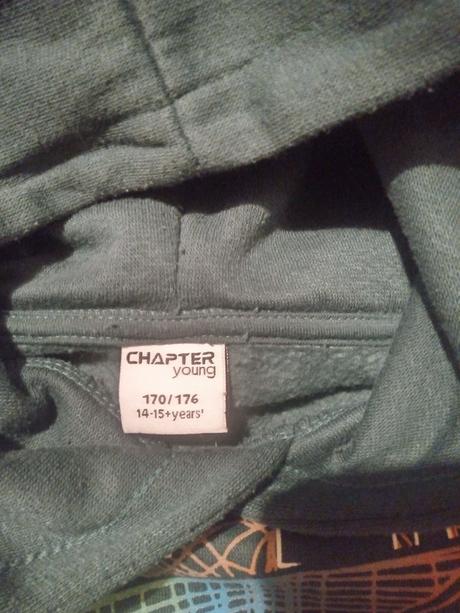 CHAPTER
young
170/176
14-15+years'